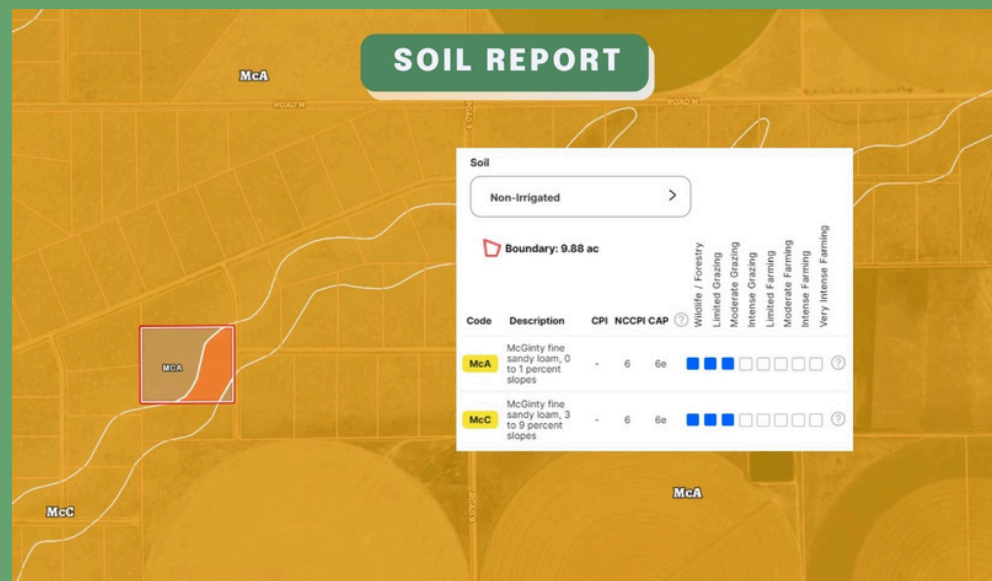 SOIL REPORT
McA
ROAD M
ROAD M
Soil
Non-Irrigated
Boundary: 9.88 ac
Wildlife / Forestry
Limited Grazing
Moderate Grazing
Intense Grazing
Limited Farming
Moderate Farming
Intense Farming
Very Intense Farming
Code Description CPI NCCPI CAP ?
McA McGinty fine sandy loam, 0 to 1 percent slopes - 6 6e ?
McC McGinty fine sandy loam, 3 to 9 percent slopes - 6 6e ?
MCA
McA
McC